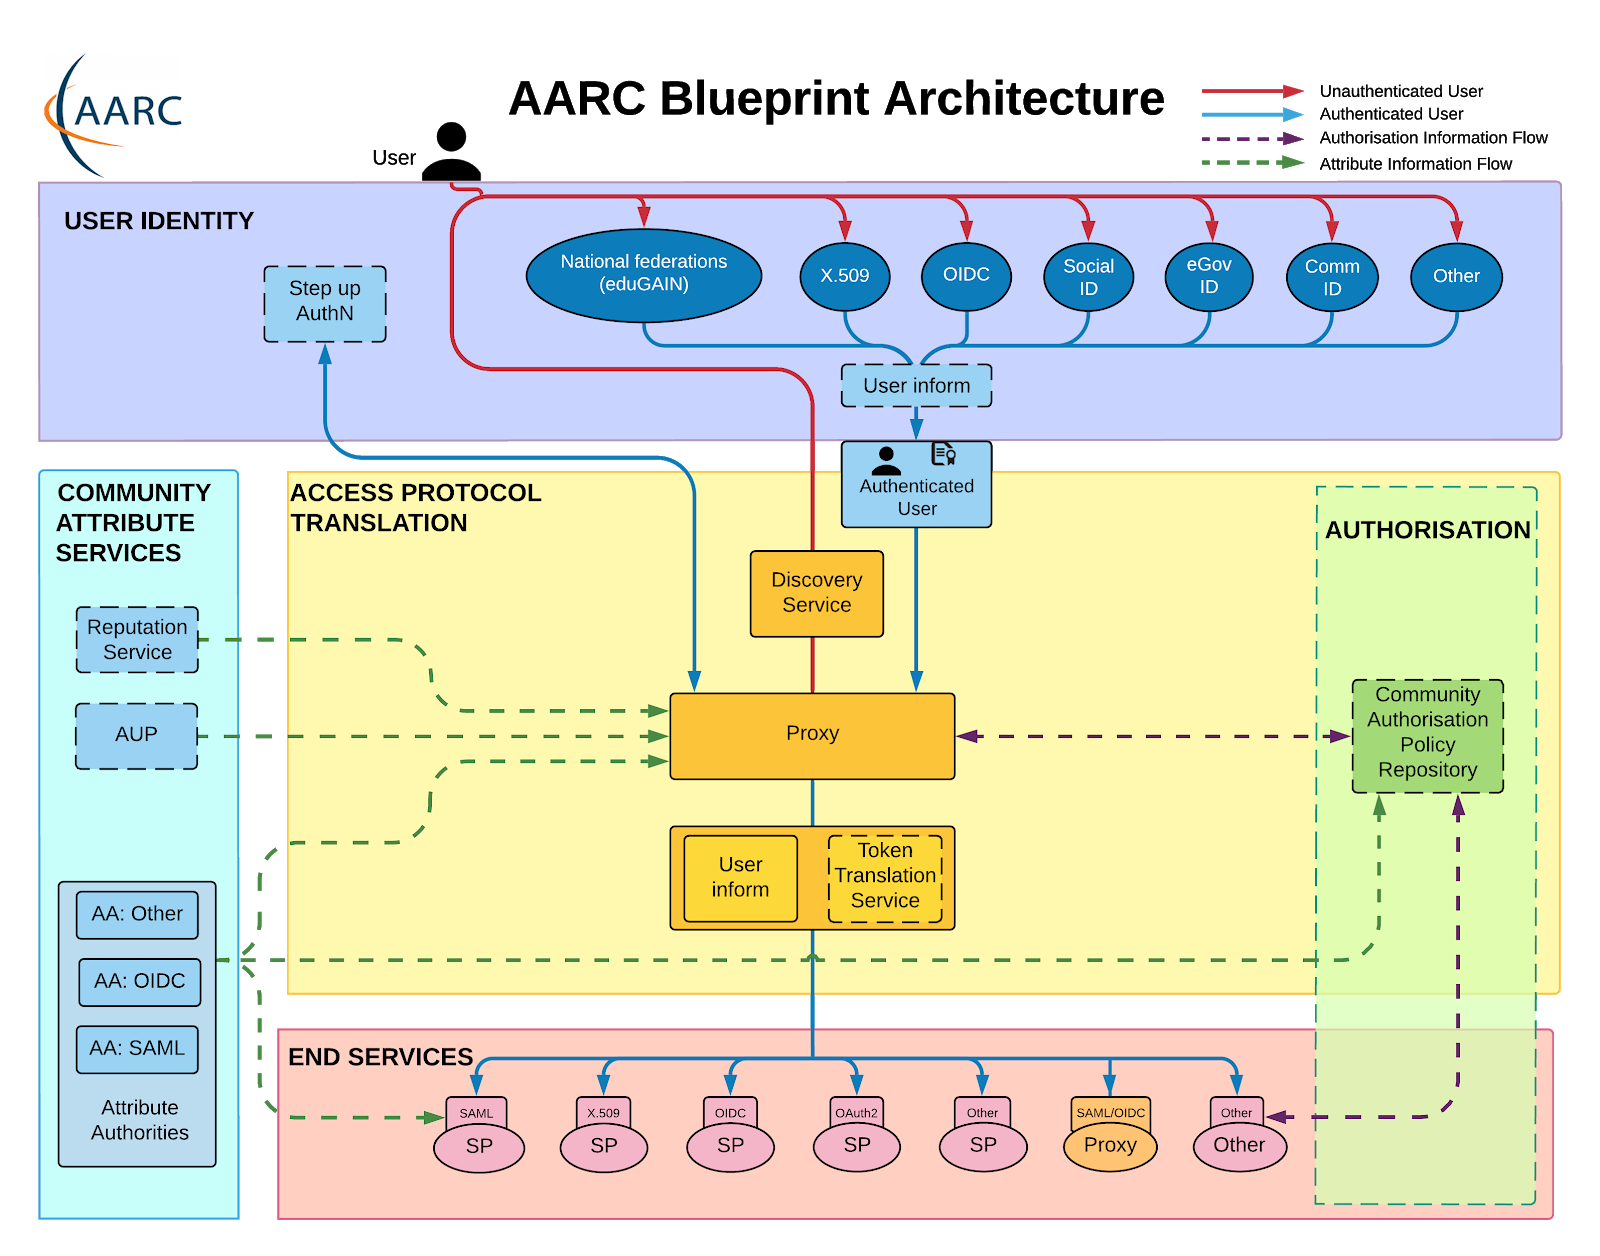 AARC
AARC Blueprint Architecture
Unauthenticated User
Authenticated User
Authorisation Information Flow
Attribute Information Flow
User
USER IDENTITY
Step up
AuthN
National federations
(eduGAIN)
X.509
OIDC
Social
ID
eGov
ID
Comm
ID
Other
User inform
Authenticated
User
COMMUNITY
ATTRIBUTE
SERVICES
ACCESS PROTOCOL
TRANSLATION
AUTHORISATION
Discovery
Service
Reputation
Service
AUP
Proxy
Community
Authorisation
Policy
Repository
User
inform
Token
Translation
Service
AA: Other
AA: OIDC
AA: SAML
Attribute
Authorities
END SERVICES
SAML
SP
X.509
SP
OIDC
SP
OAuth2
SP
Other
SP
SAML/OIDC
Proxy
Other
Other